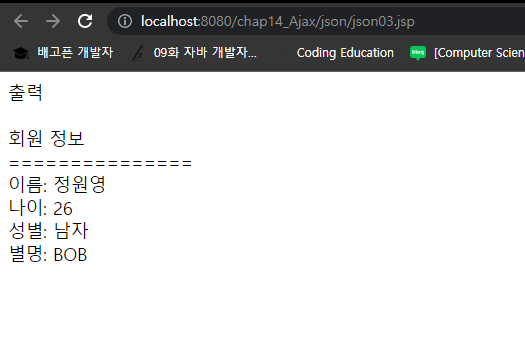 localhost:8080/chap14_Ajax/json/json03.jsp
배고픈 개발자 09화 자바 개발자... Coding Education blog [Computer Scien
출력
회원 정보
===============
이름: 정원영
나이: 26
성별: 남자
별명: BOB